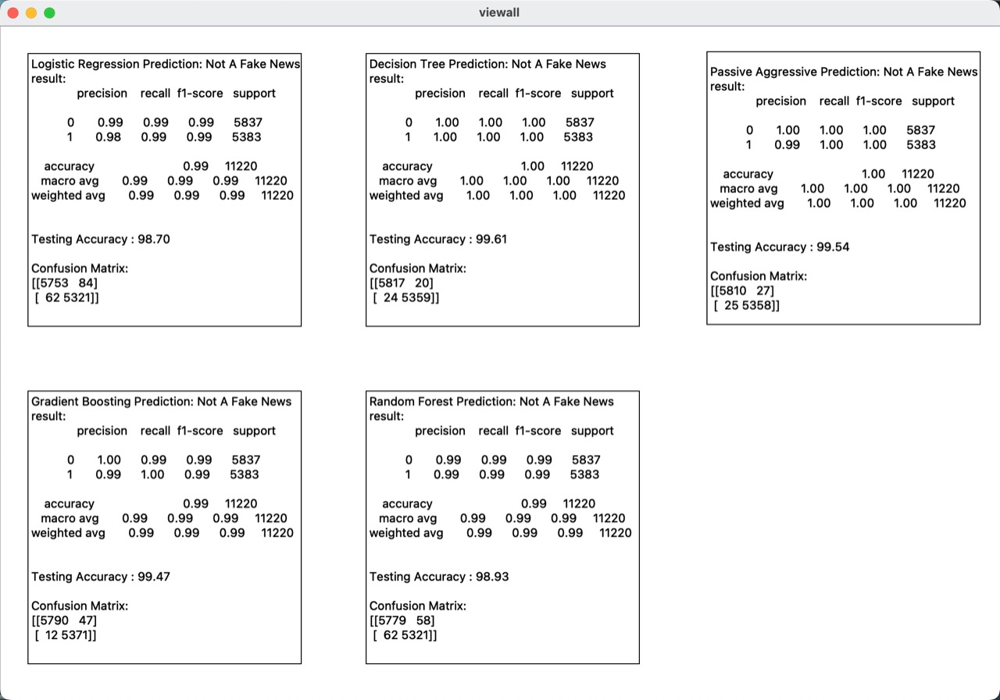 viewall
Logistic Regression Prediction: Not A Fake News
result:
precision recall f1-score support
0 0.99 0.99 0.99 5837
1 0.98 0.99 0.99 5383
accuracy 0.99 11220
macro avg 0.99 0.99 0.99 11220
weighted avg 0.99 0.99 0.99 11220
Testing Accuracy : 98.70
Confusion Matrix:
[[5753 84]
[ 62 5321]]
Decision Tree Prediction: Not A Fake News
result:
precision recall f1-score support
0 1.00 1.00 1.00 5837
1 1.00 1.00 1.00 5383
accuracy 1.00 11220
macro avg 1.00 1.00 1.00 11220
weighted avg 1.00 1.00 1.00 11220
Testing Accuracy : 99.61
Confusion Matrix:
[[5817 20]
[ 24 5359]]
Passive Aggressive Prediction: Not A Fake News
result:
precision recall f1-score support
0 1.00 1.00 1.00 5837
1 0.99 1.00 1.00 5383
accuracy 1.00 11220
macro avg 1.00 1.00 1.00 11220
weighted avg 1.00 1.00 1.00 11220
Testing Accuracy : 99.54
Confusion Matrix:
[[5810 27]
[ 25 5358]]
Gradient Boosting Prediction: Not A Fake News
result:
precision recall f1-score support
0 1.00 0.99 0.99 5837
1 0.99 1.00 0.99 5383
accuracy 0.99 11220
macro avg 0.99 0.99 0.99 11220
weighted avg 0.99 0.99 0.99 11220
Testing Accuracy : 99.47
Confusion Matrix:
[[5790 47]
[ 12 5371]]
Random Forest Prediction: Not A Fake News
result:
precision recall f1-score support
0 0.99 0.99 0.99 5837
1 0.99 0.99 0.99 5383
accuracy 0.99 11220
macro avg 0.99 0.99 0.99 11220
weighted avg 0.99 0.99 0.99 11220
Testing Accuracy : 98.93
Confusion Matrix:
[[5779 58]
[ 62 5321]]